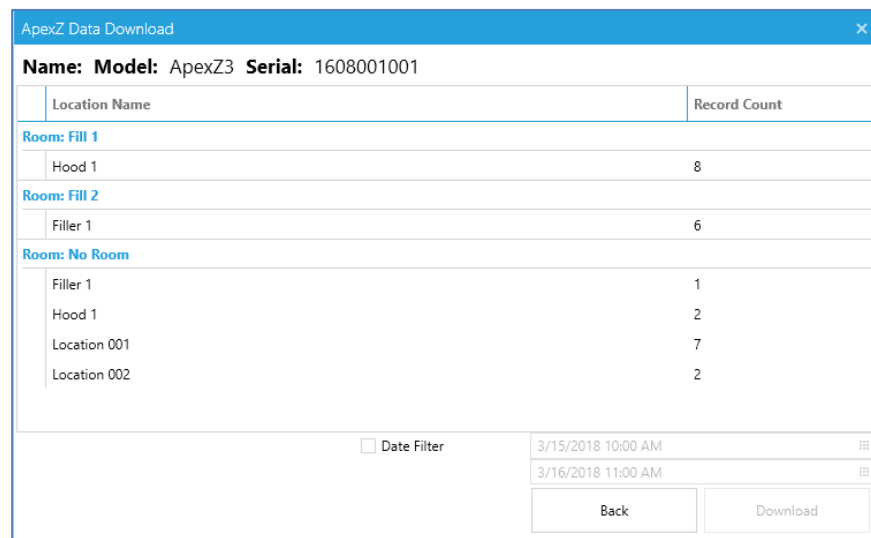 ApexZ Data Download
Name: Model: ApexZ3 Serial: 1608001001
Location Name Record Count
Room: Fill 1
Hood 1 8
Room: Fill 2
Filler 1 6
Room: No Room
Filler 1 1
Hood 1 2
Location 001 7
Location 002 2
Date Filter 3/15/2018 10:00 AM
3/16/2018 11:00 AM
Back Download